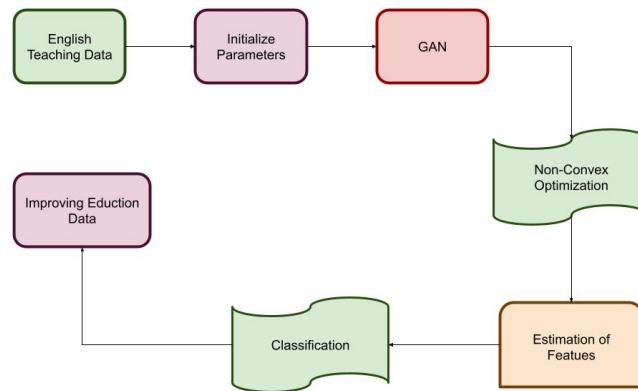 English
Teaching Data
Initialize
Parameters
GAN
Non-Convex
Optimization
Improving Eduction
Data
Classification
Estimation of
Featues